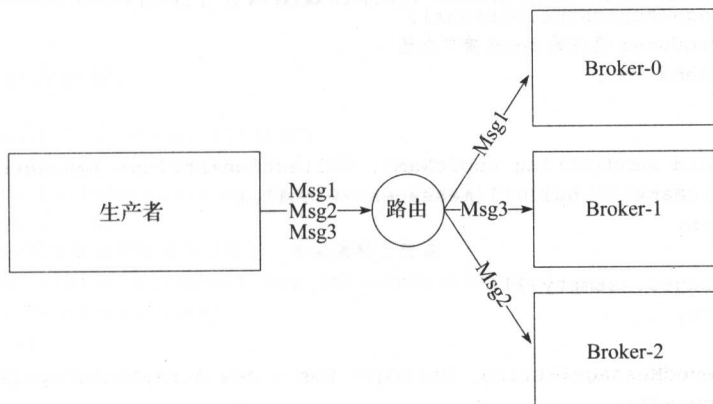 生产者
Msg1
Msg2
Msg3
路由
Msg1
Msg3
Msg2
Broker-0
Broker-1
Broker-2